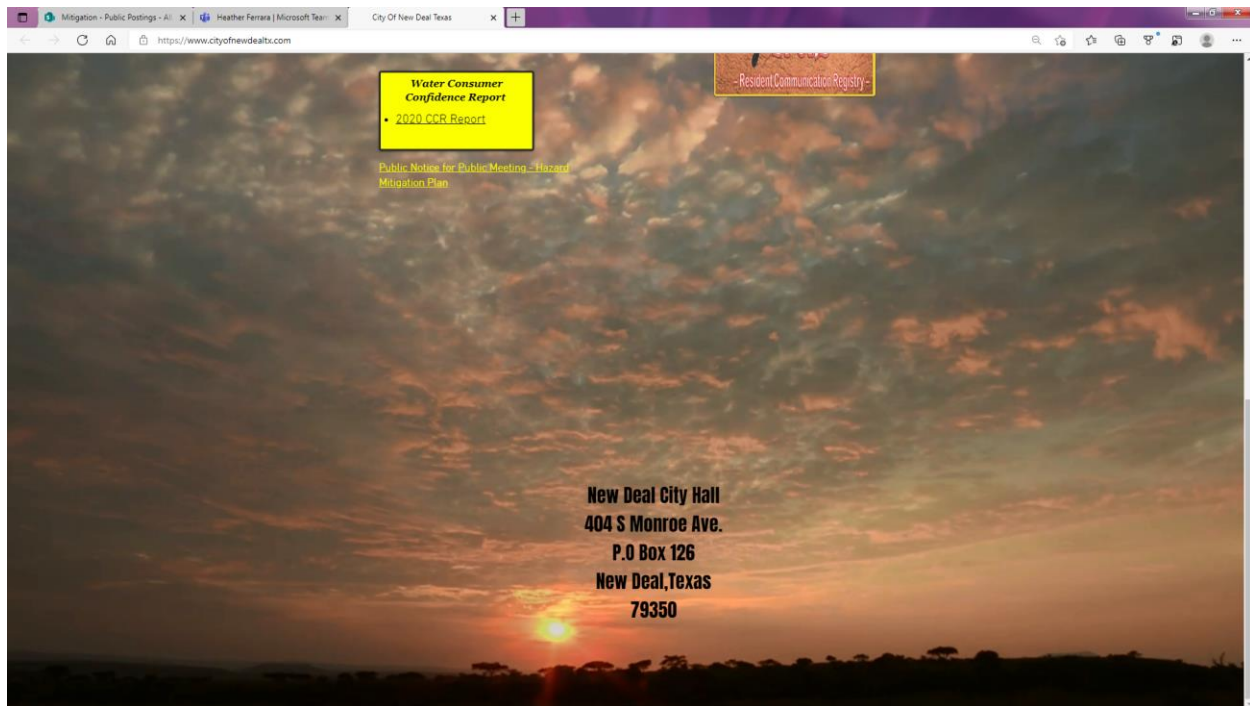 Mitigation - Public Postings - All
Heather Ferrara | Microsoft Team
City Of New Deal Texas
https://www.cityofnewdealtx.com
- Resident Communication Registry -
Water Consumer
Confidence Report
2020 CCR Report
Public Notice for Public Meeting - Hazard
Mitigation Plan
New Deal City Hall
404 S Monroe Ave.
P.O Box 126
New Deal,Texas
79350